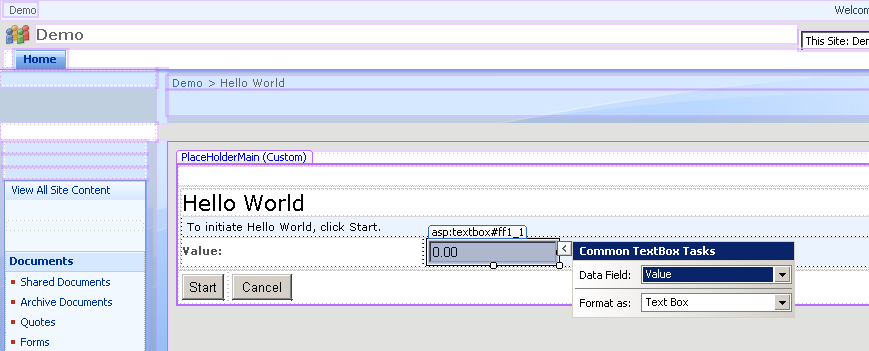 Demo
Welcom
Demo
This Site: Der
Home
Demo > Hello World
PlaceHolderMain (Custom)
View All Site Content
Hello World
To initiate Hello World, click Start.
asp:textbox#ff1_1
Value:
0.00
<
Common TextBox Tasks
Data Field: Value
Format as: Text Box
Start
Cancel
Documents
Shared Documents
Archive Documents
Quotes
Forms